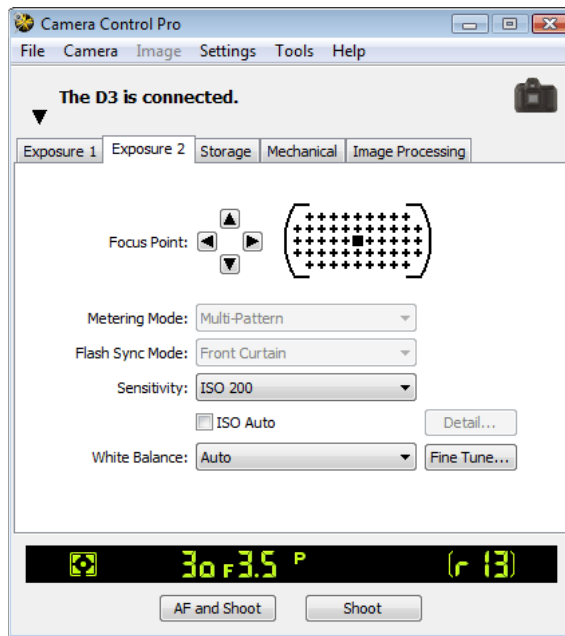 Camera Control Pro
File Camera Image Settings Tools Help
The D3 is connected.
Exposure 1 Exposure 2 Storage Mechanical Image Processing
Focus Point:
Metering Mode: Multi-Pattern
Flash Sync Mode: Front Curtain
Sensitivity: ISO 200
ISO Auto Detail...
White Balance: Auto Fine Tune...
F3.5 P (r 13)
AF and Shoot Shoot